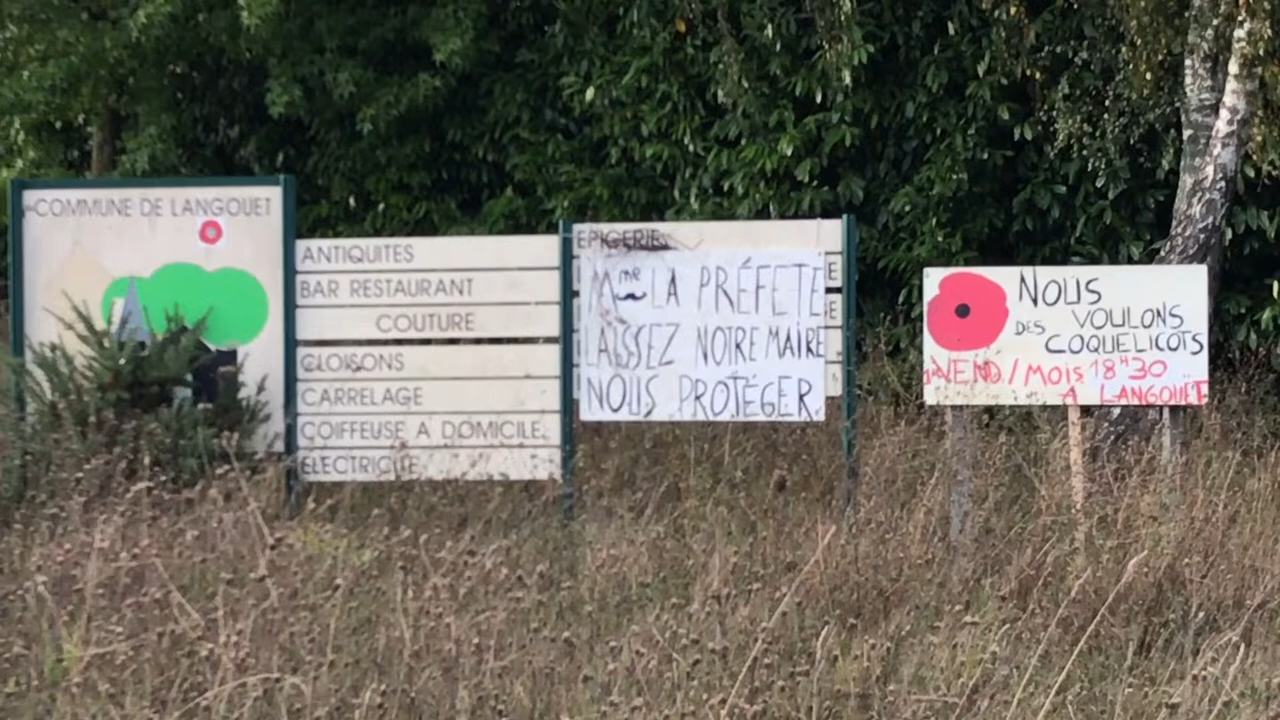 COMMUNE DE LANGOUET
ANTIQUITES
BAR RESTAURANT
COUTURE
CLOISONS
CARRELAGE
COIFFEUSE A DOMICILE
ELECTRICITE
EPICERIE
E
E
Mme LA PRÉFETE
LAISSEZ NOTRE MAIRE
NOUS PROTÉGER.
NOUS
VOULONS
DES COQUELICOTS
1er VEND / MOIS 18H30
A LANGOUET